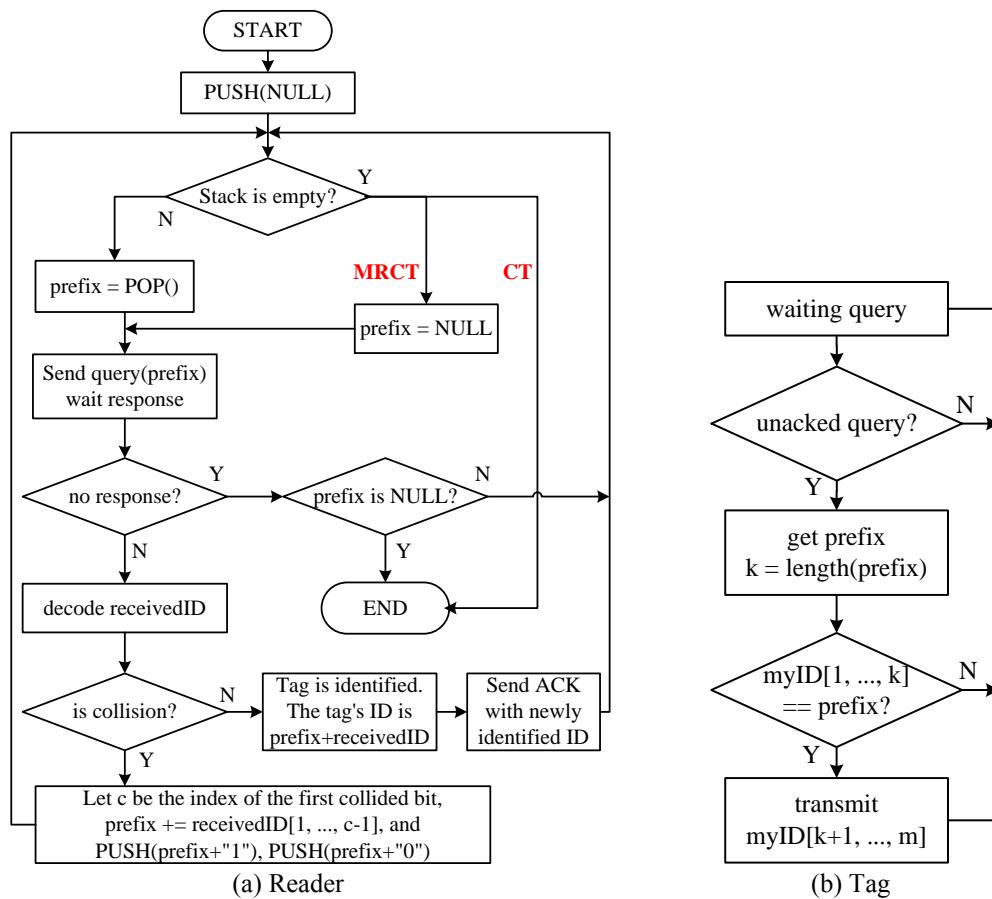 START
PUSH(NULL)
Stack is empty?
Y
N
MRCT
CT
prefix = POP()
prefix = NULL
Send query(prefix)
wait response
no response?
Y
prefix is NULL?
N
N
Y
decode receivedID
END
is collision?
N
Tag is identified.
The tag's ID is
prefix+receivedID
Send ACK
with newly
identified ID
Y
Let c be the index of the first collided bit,
prefix += receivedID[1, ..., c-1], and
PUSH(prefix+"1"), PUSH(prefix+"0")
(a) Reader
waiting query
unacked query?
N
Y
get prefix
k = length(prefix)
myID[1, ..., k]
== prefix?
N
Y
transmit
myID[k+1, ..., m]
(b) Tag